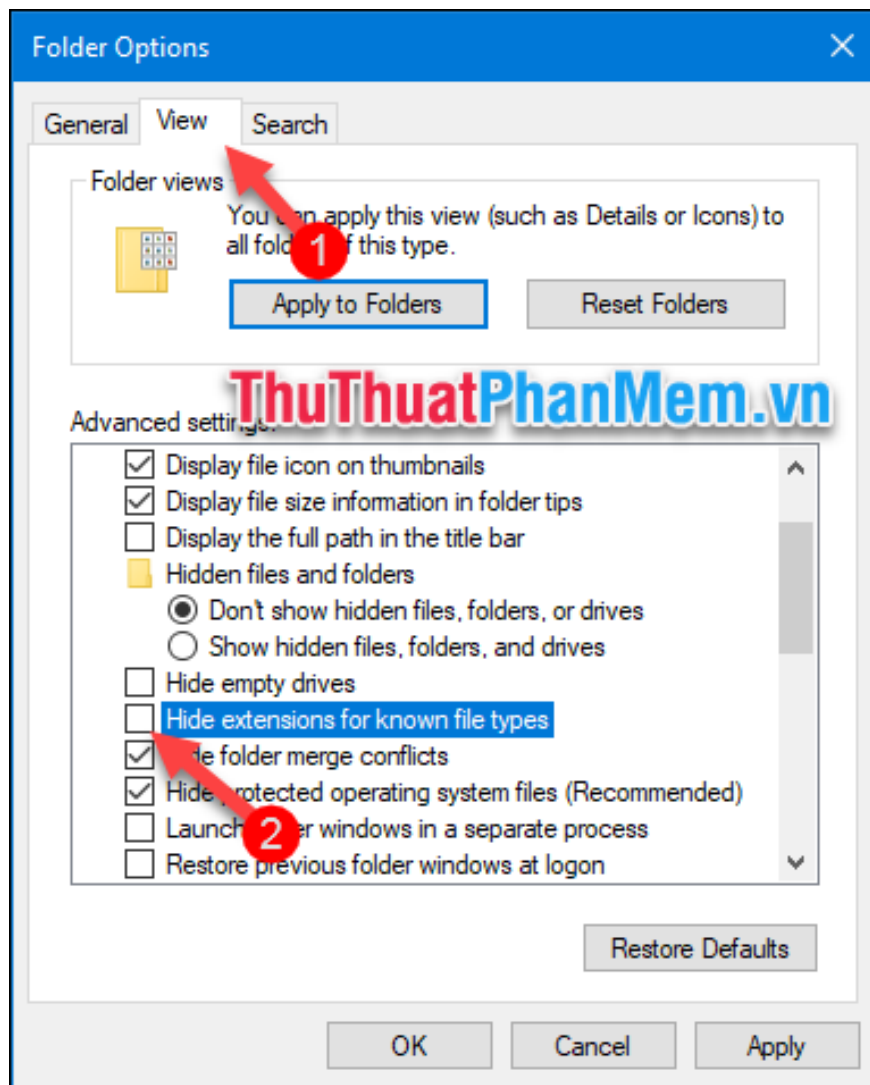 Folder Options
General View Search
Folder views
You can apply this view (such as Details or Icons) to
all folders of this type.
Apply to Folders Reset Folders
ThuThuatPhanMem.vn
Advanced settings:
Display file icon on thumbnails
Display file size information in folder tips
Display the full path in the title bar
Hidden files and folders
Don't show hidden files, folders, or drives
Show hidden files, folders, and drives
Hide empty drives
Hide extensions for known file types
Hide folder merge conflicts
Hide protected operating system files (Recommended)
Launch folder windows in a separate process
Restore previous folder windows at logon
Restore Defaults
OK Cancel Apply
1
2